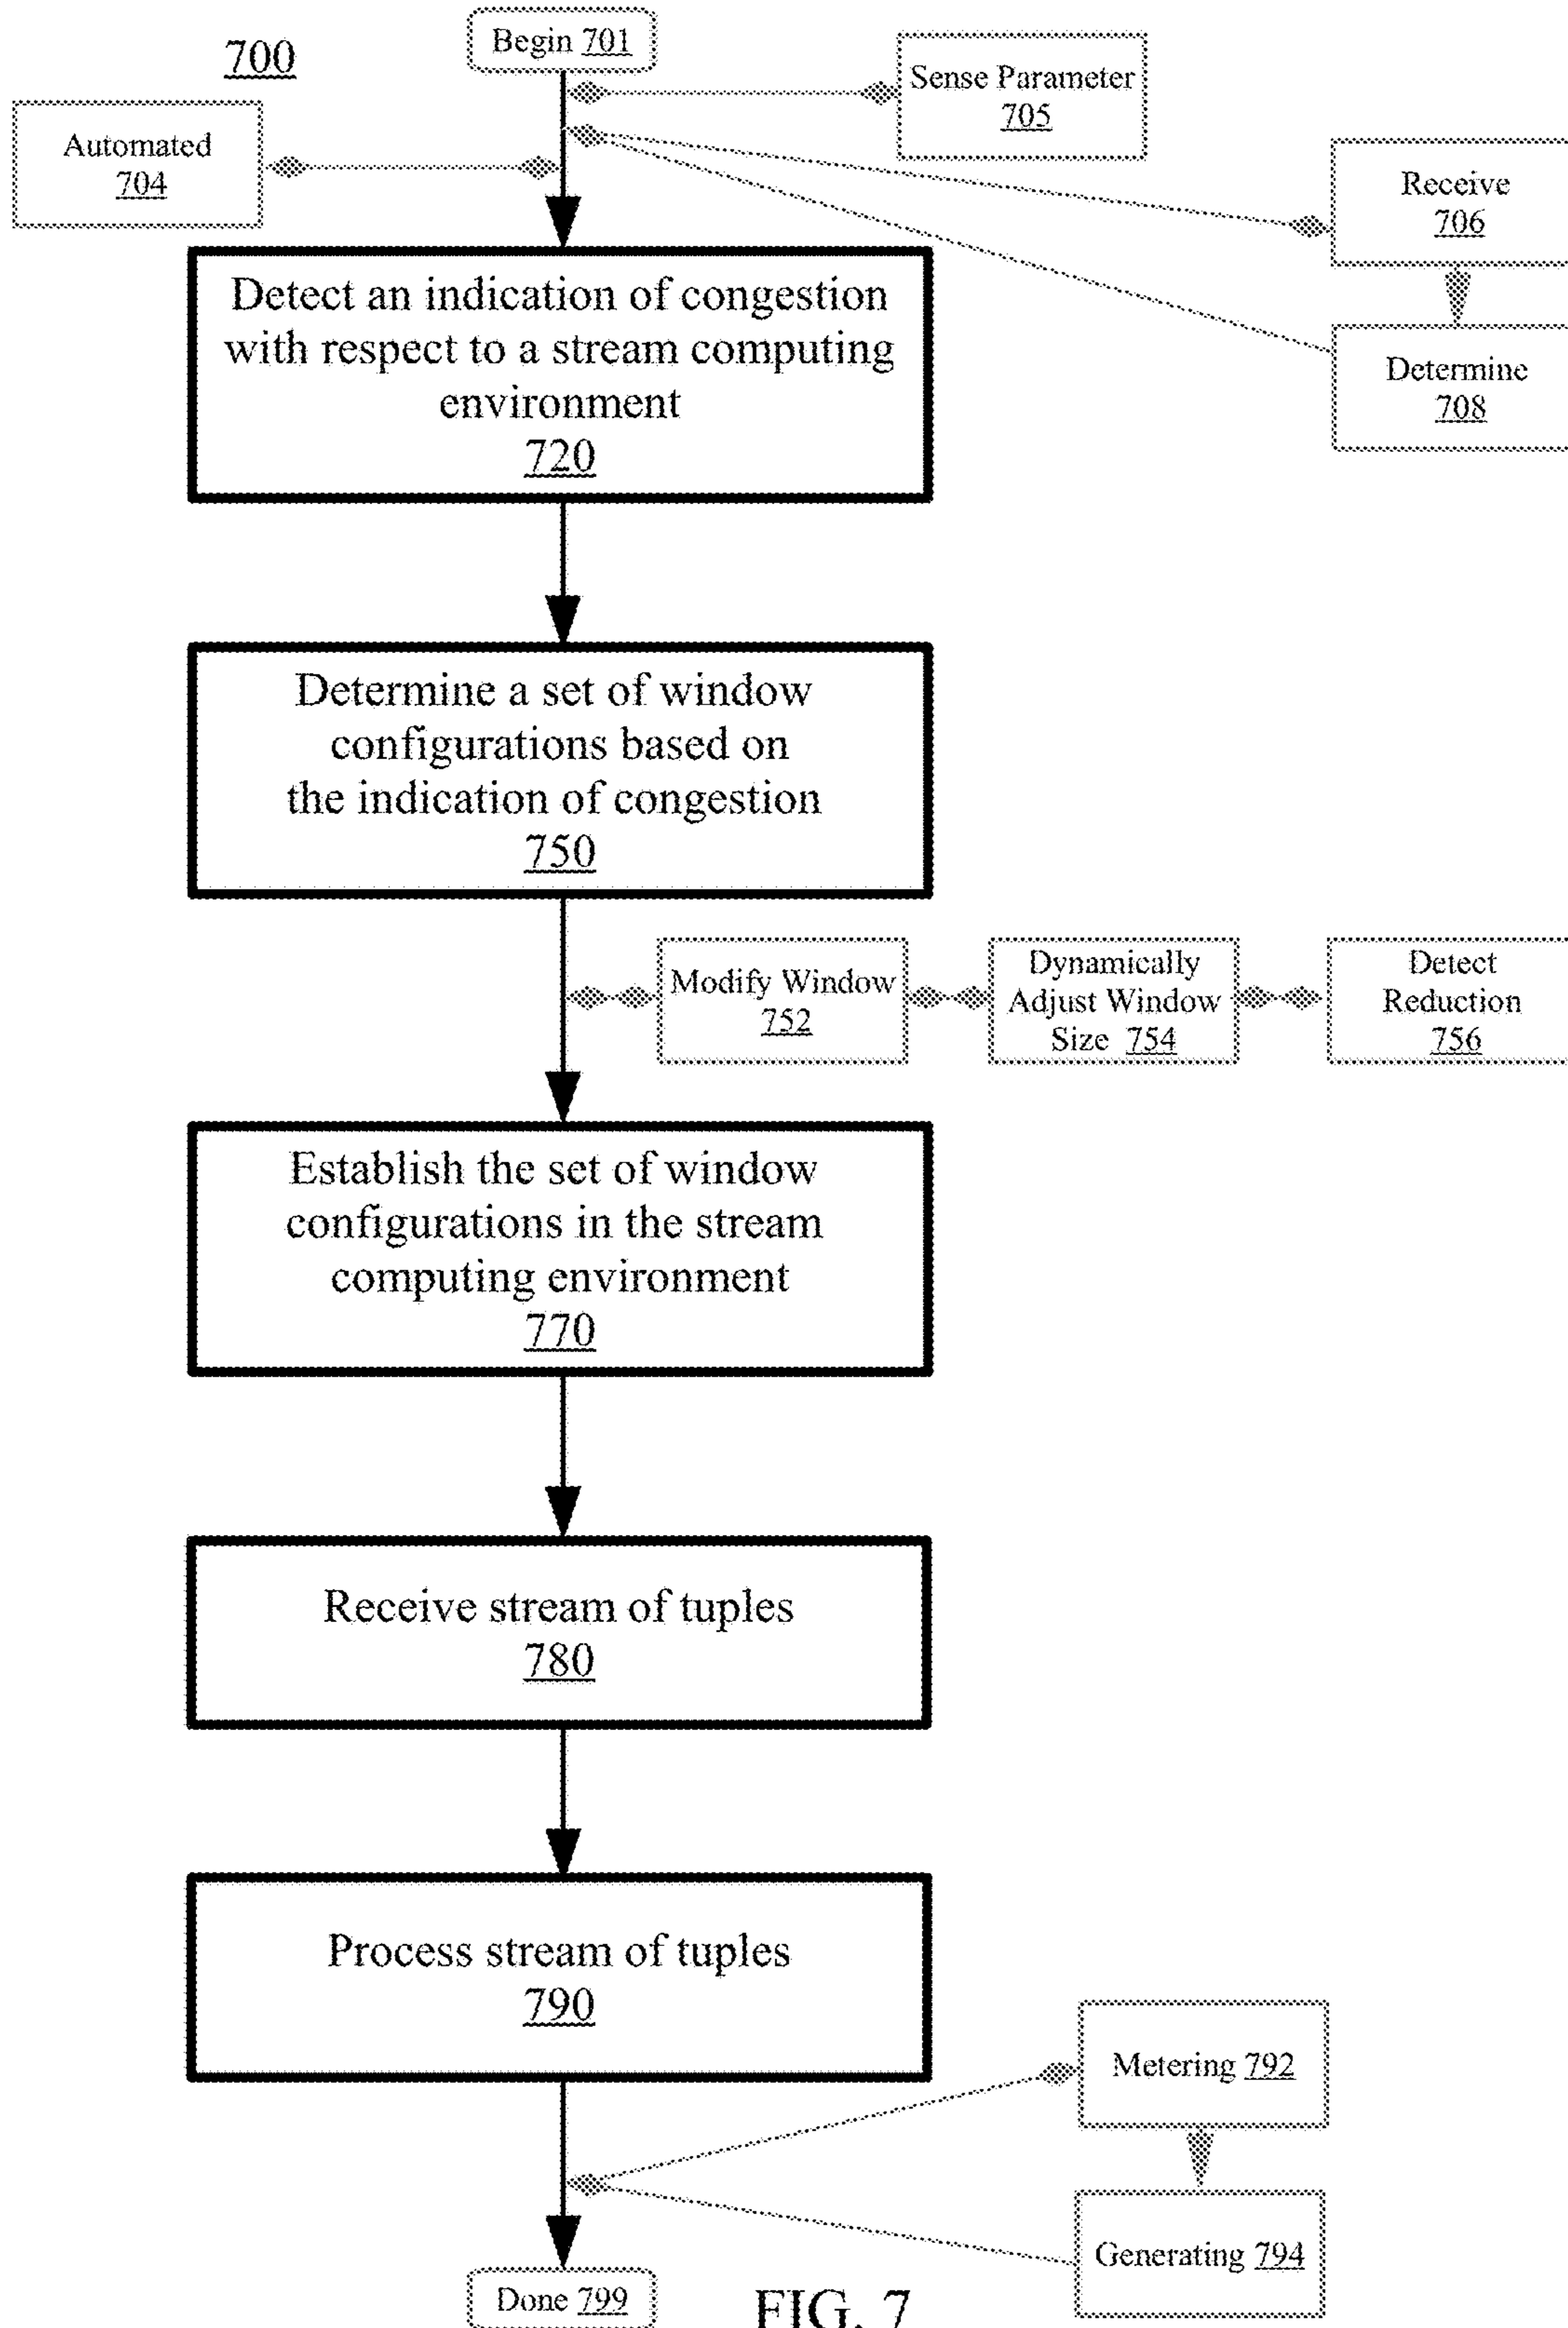 700
Begin 701
Sense Parameter
705
Automated
704
Receive
706
Determine
708
Detect an indication of congestion
with respect to a stream computing
environment
720
Determine a set of window
configurations based on
the indication of congestion
750
Modify Window
752
Dynamically
Adjust Window
Size 754
Detect
Reduction
756
Establish the set of window
configurations in the stream
computing environment
770
Receive stream of tuples
780
Process stream of tuples
790
Metering 792
Generating 794
Done 799
FIG. 7